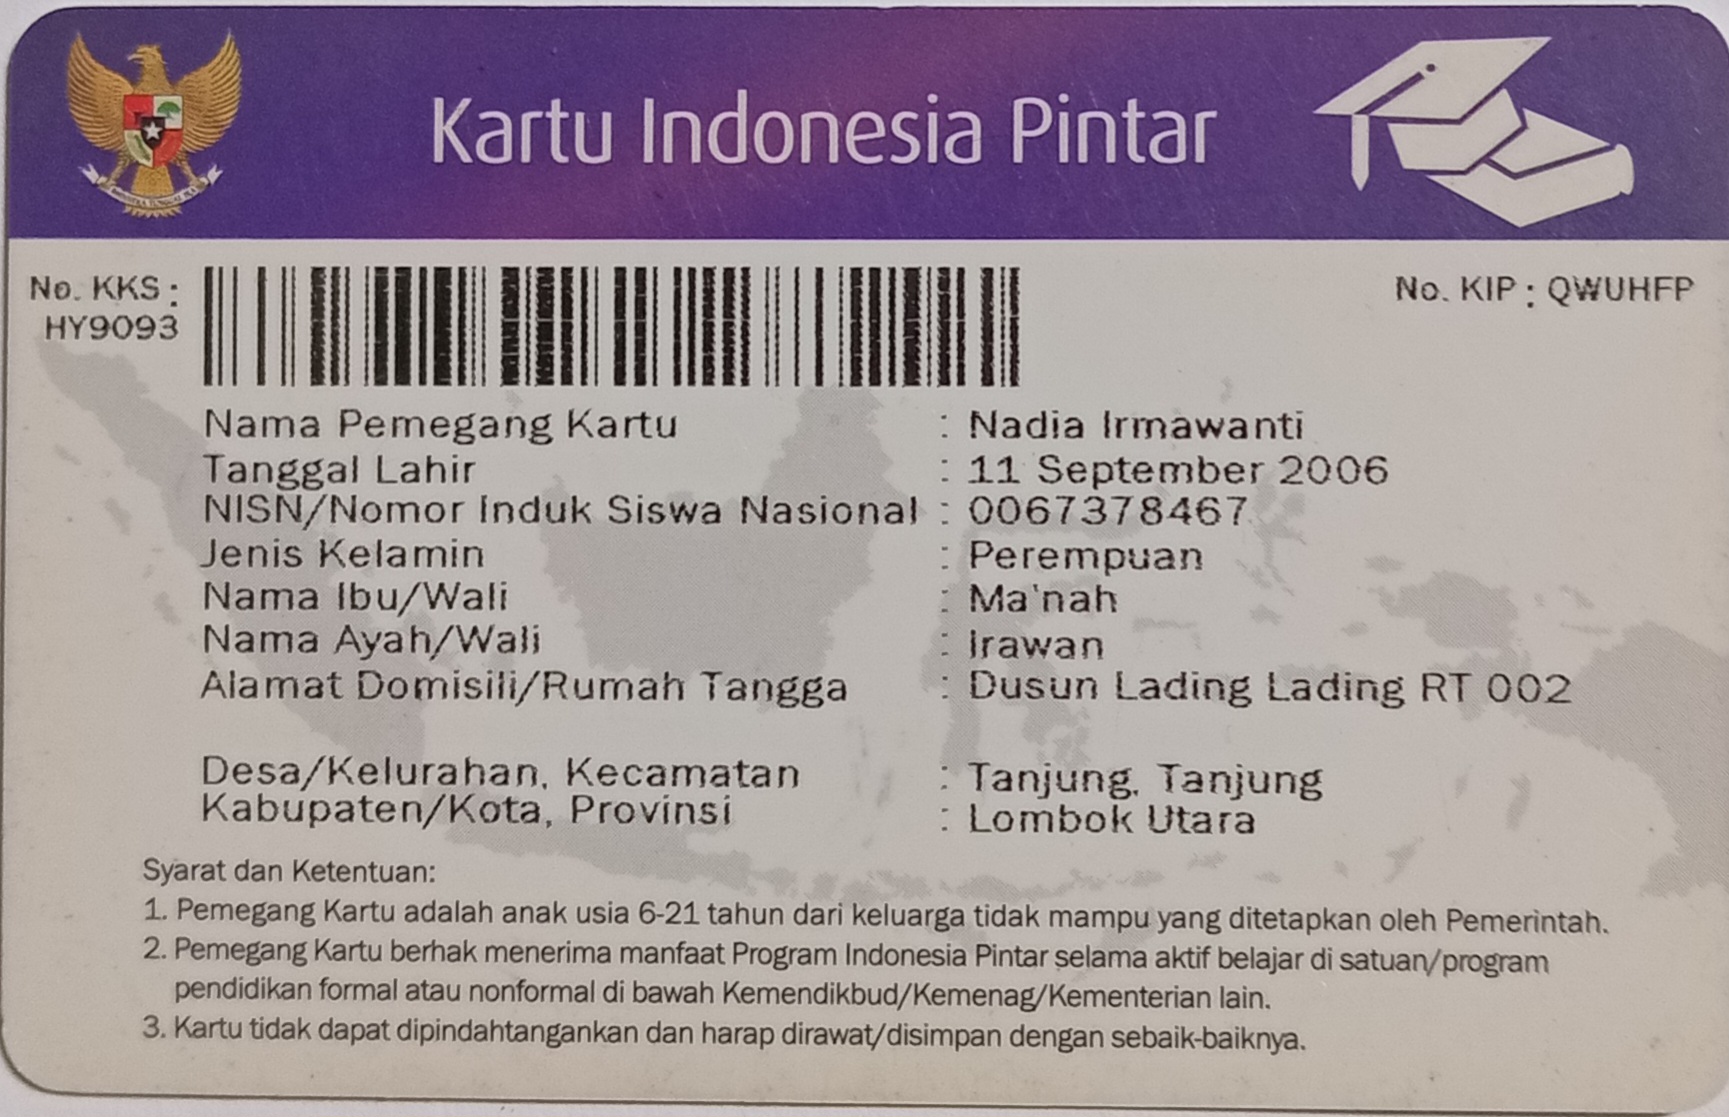 Kartu Indonesia Pintar
No. KKS :
HY9093
No. KIP : QWUHFP
Nama Pemegang Kartu : Nadia Irmawanti
Tanggal Lahir : 11 September 2006
NISN/Nomor Induk Siswa Nasional : 0067378467
Jenis Kelamin : Perempuan
Nama Ibu/Wali : Ma'nah
Nama Ayah/Wali : Irawan
Alamat Domisili/Rumah Tangga : Dusun Lading Lading RT 002
Desa/Kelurahan, Kecamatan : Tanjung, Tanjung
Kabupaten/Kota, Provinsi : Lombok Utara
Syarat dan Ketentuan:
1. Pemegang Kartu adalah anak usia 6-21 tahun dari keluarga tidak mampu yang ditetapkan oleh Pemerintah.
2. Pemegang Kartu berhak menerima manfaat Program Indonesia Pintar selama aktif belajar di satuan/program
pendidikan formal atau nonformal di bawah Kemendikbud/Kemenag/Kementerian lain.
3. Kartu tidak dapat dipindahtangankan dan harap dirawat/disimpan dengan sebaik-baiknya.